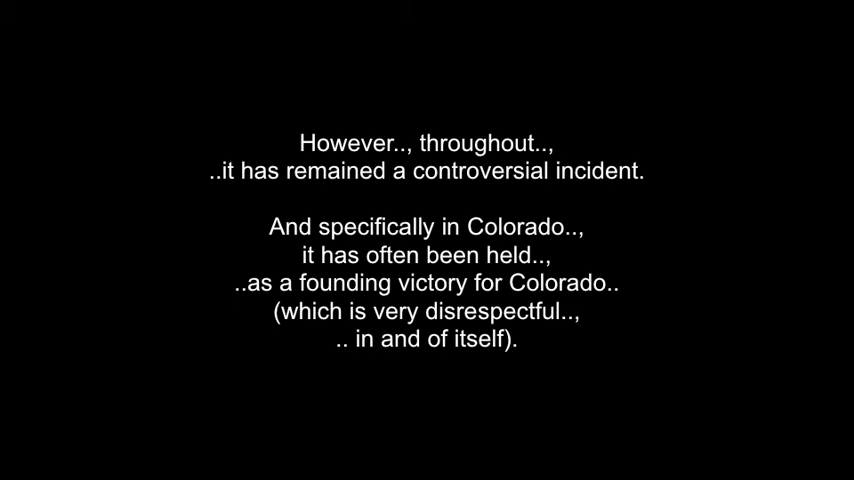 However.., throughout..,
..it has remained a controversial incident.
And specifically in Colorado..,
it has often been held..,
..as a founding victory for Colorado..
(which is very disrespectful..,
.. in and of itself).